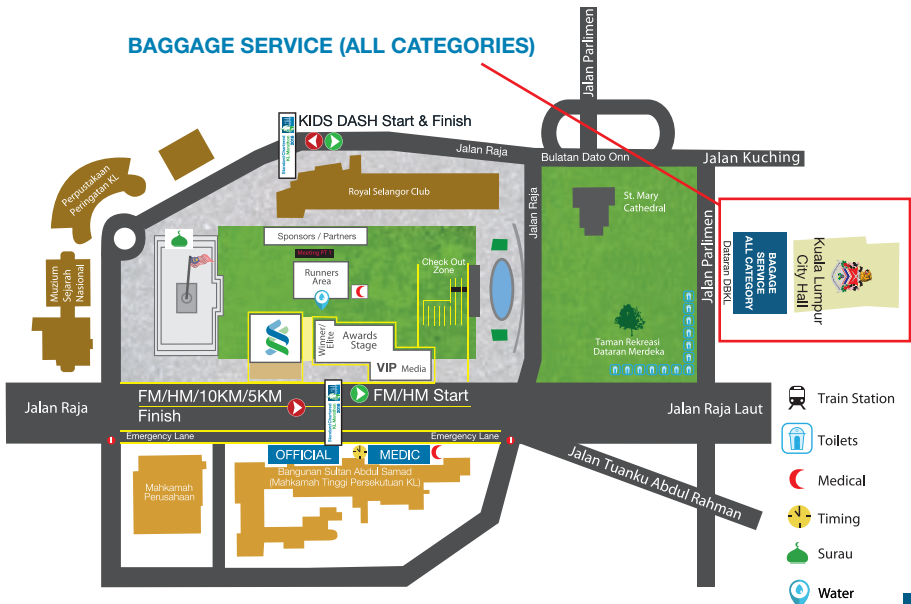 BAGGAGE SERVICE (ALL CATEGORIES)
Jalan Parlimen
KIDS DASH Start & Finish
Jalan Raja
Bulatan Dato Onn
Jalan Kuching
Perpustakaan
Peringatan KL
Royal Selangor Club
Jalan Raja
St. Mary
Cathedral
Jalan Parlimen
Dataran DBKL
BAGAGE
SERVICE
ALL CATEGORY
Kuala Lumpur
City Hall
Sponsors / Partners
Meeting PT 1
Runners
Area
Check Out
Zone
Muzium
Sejarah
Nasional
Winner/
Elite
Awards
Stage
VIP Media
Taman Rekreasi
Dataran Merdeka
Jalan Raja
FM/HM/10KM/5KM
Finish
FM/HM Start
Jalan Raja Laut
Emergency Lane
Emergency Lane
OFFICIAL
MEDIC
Bangunan Sultan Abdul Samad
(Mahkamah Tinggi Persekutuan KL)
Mahkamah
Perusahaan
Jalan Tuanku Abdul Rahman
Train Station
Toilets
Medical
Timing
Surau
Water